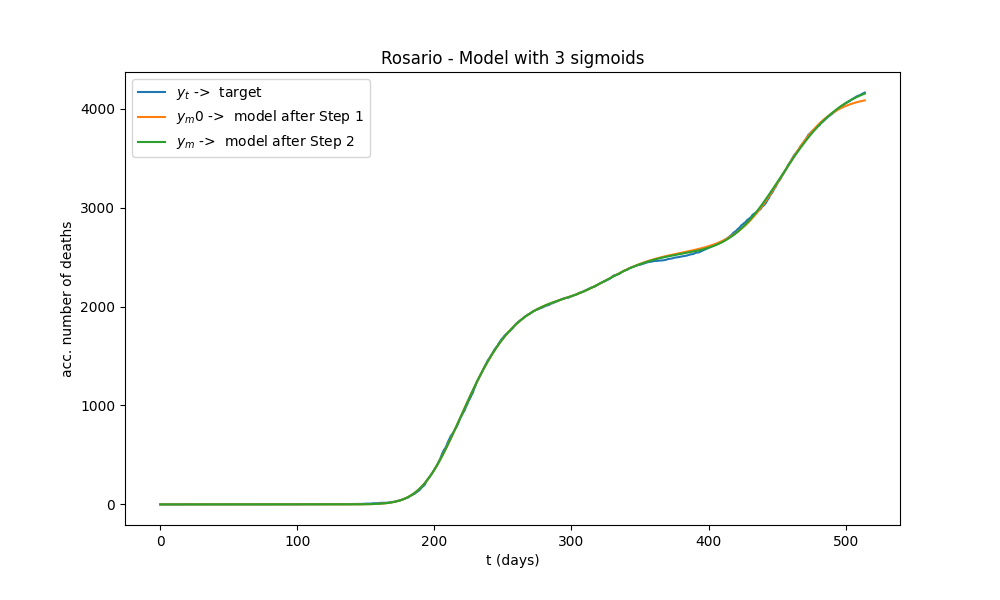 Rosario - Model with 3 sigmoids
y_t -> target
y_m0 -> model after Step 1
y_m -> model after Step 2
4000
3000
2000
1000
0
acc. number of deaths
0 100 200 300 400 500
t (days)